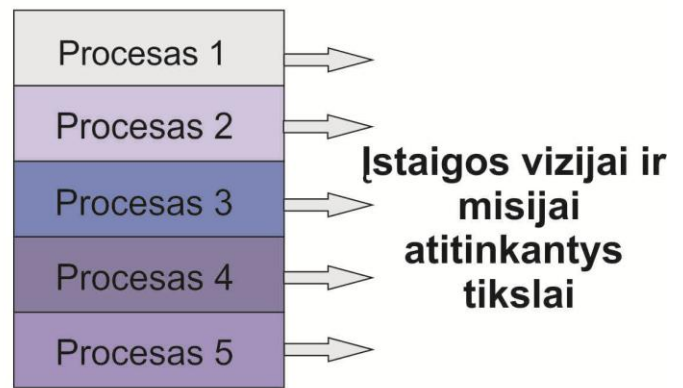 Procesas 1
Procesas 2
Procesas 3
Procesas 4
Procesas 5
Įstaigos vizijai ir
misijai
atitinkantys
tikslai